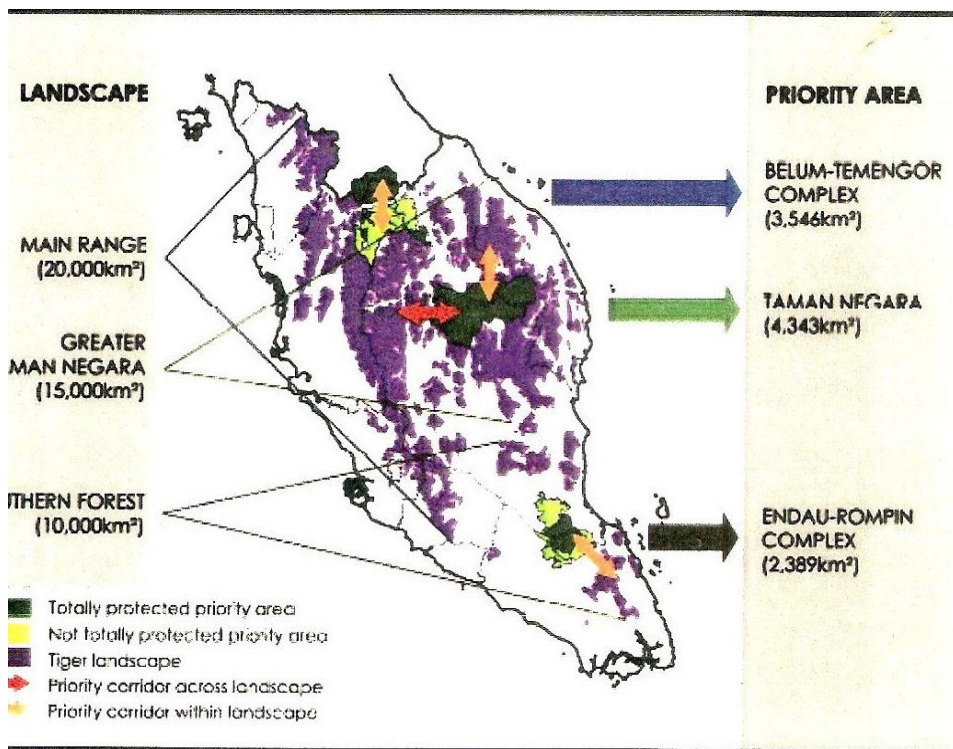 LANDSCAPE
MAIN RANGE
(20,000km²)
GREATER
MAN NEGARA
(15,000km²)
THERN FOREST
(10,000km²)
PRIORITY AREA
BELUM-TEMENGOR
COMPLEX
(3,546km²)
TAMAN NEGARA
(4,343km²)
ENDAU-ROMPIN
COMPLEX
(2,389km²)
Totally protected priority area
Not totally protected priority area
Tiger landscape
Priority corridor across landscape
Priority corridor within landscape